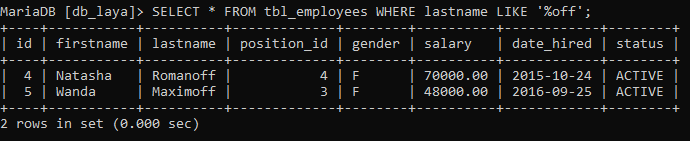 MariaDB [db_laya]> SELECT * FROM tbl_employees WHERE lastname LIKE '%off';
+----+-----------+----------+-------------+--------+----------+------------+--------+
| id | firstname | lastname | position_id | gender | salary   | date_hired | status |
+----+-----------+----------+-------------+--------+----------+------------+--------+
|  4 | Natasha   | Romanoff |           4 | F      | 70000.00 | 2015-10-24 | ACTIVE |
|  5 | Wanda     | Maximoff |           3 | F      | 48000.00 | 2016-09-25 | ACTIVE |
+----+-----------+----------+-------------+--------+----------+------------+--------+
2 rows in set (0.000 sec)